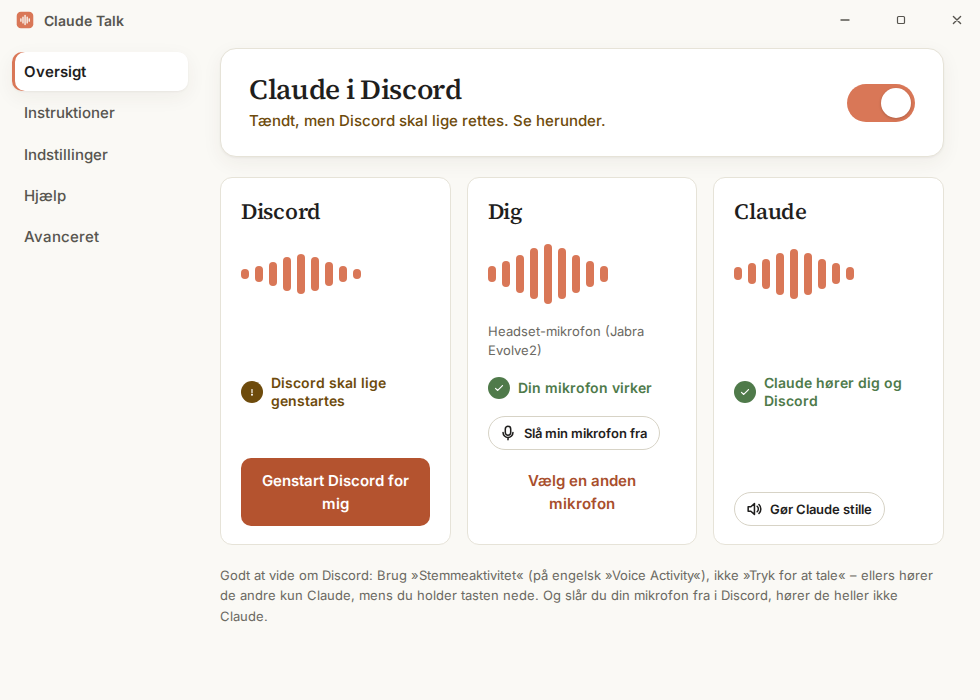 Claude Talk
Oversigt
Instruktioner
Indstillinger
Hjælp
Avanceret
Claude i Discord
Tændt, men Discord skal lige rettes. Se herunder.
Discord
Discord skal lige
genstartes
Genstart Discord for
mig
Dig
Headset-mikrofon (Jabra
Evolve2)
Din mikrofon virker
Slå min mikrofon fra
Vælg en anden
mikrofon
Claude
Claude hører dig og
Discord
Gør Claude stille
Godt at vide om Discord: Brug »Stemmeaktivitet« (på engelsk »Voice Activity«), ikke »Tryk for at tale« – ellers hører
de andre kun Claude, mens du holder tasten nede. Og slår du din mikrofon fra i Discord, hører de heller ikke
Claude.